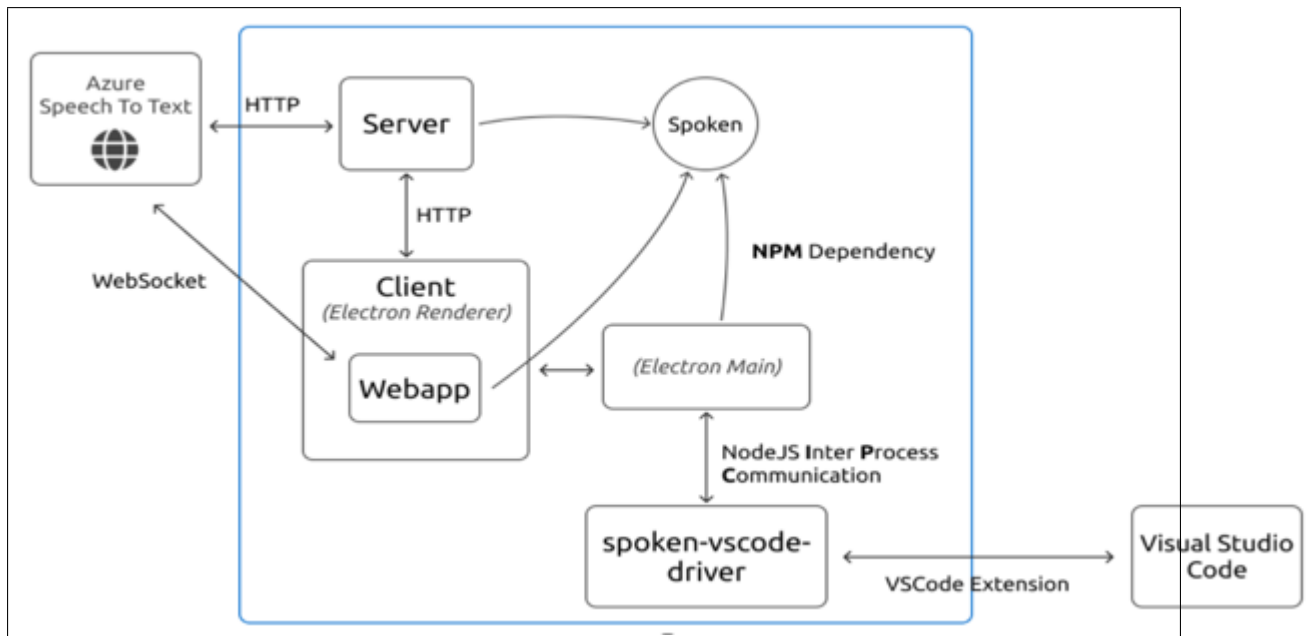 Azure
Speech To Text
HTTP
Server
Spoken
HTTP
WebSocket
Client
(Electron Renderer)
Webapp
NPM Dependency
(Electron Main)
NodeJS Inter Process
Communication
spoken-vscode-
driver
VSCode Extension
Visual Studio
Code